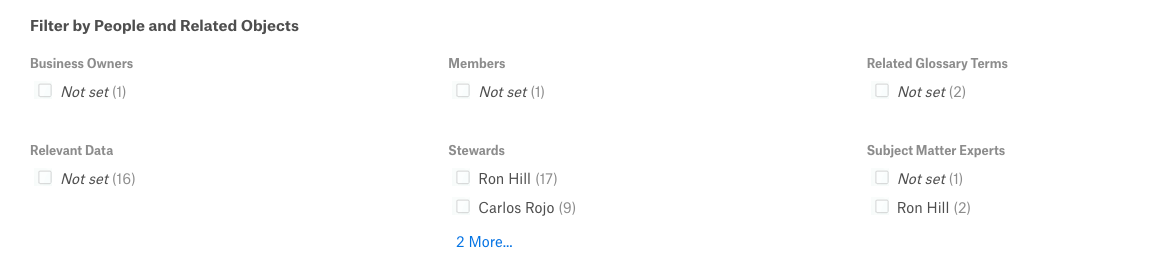 Filter by People and Related Objects
Business Owners
Not set (1)
Members
Not set (1)
Related Glossary Terms
Not set (2)
Relevant Data
Not set (16)
Stewards
Ron Hill (17)
Carlos Rojo (9)
2 More...
Subject Matter Experts
Not set (1)
Ron Hill (2)